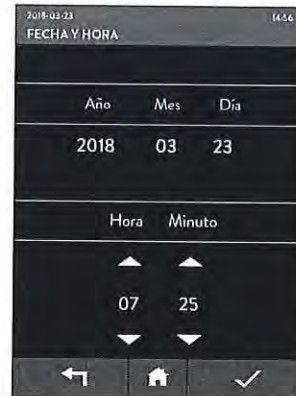 2018-03-23 14:56
FECHA Y HORA
Año Mes Día
2018 03 23
Hora Minuto
07 25